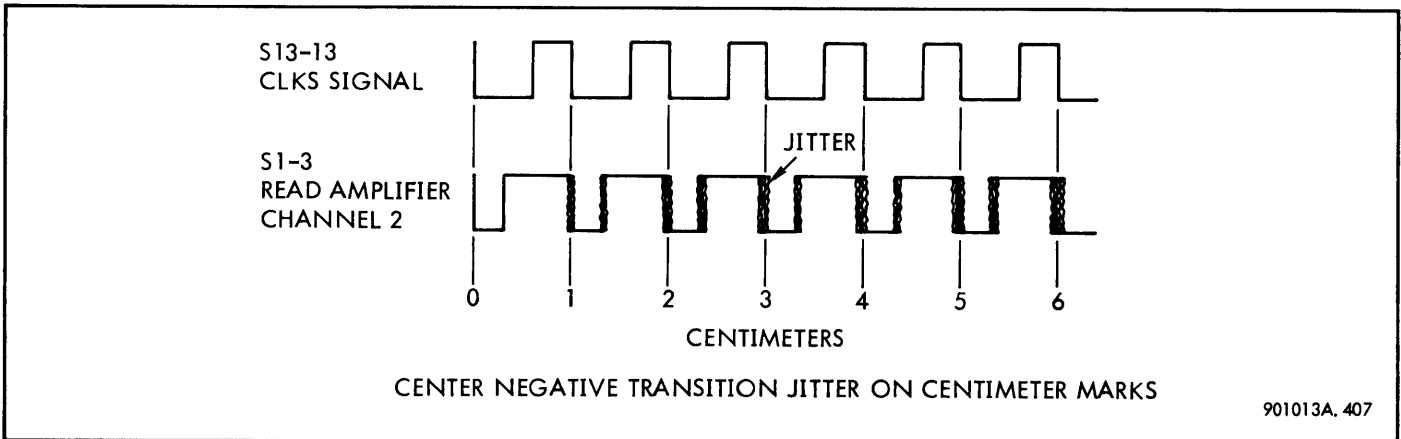 S13-13
CLKS SIGNAL
JITTER
S1-3
READ AMPLIFIER
CHANNEL 2
0 1 2 3 4 5 6
CENTIMETERS
CENTER NEGATIVE TRANSITION JITTER ON CENTIMETER MARKS
901013A. 407